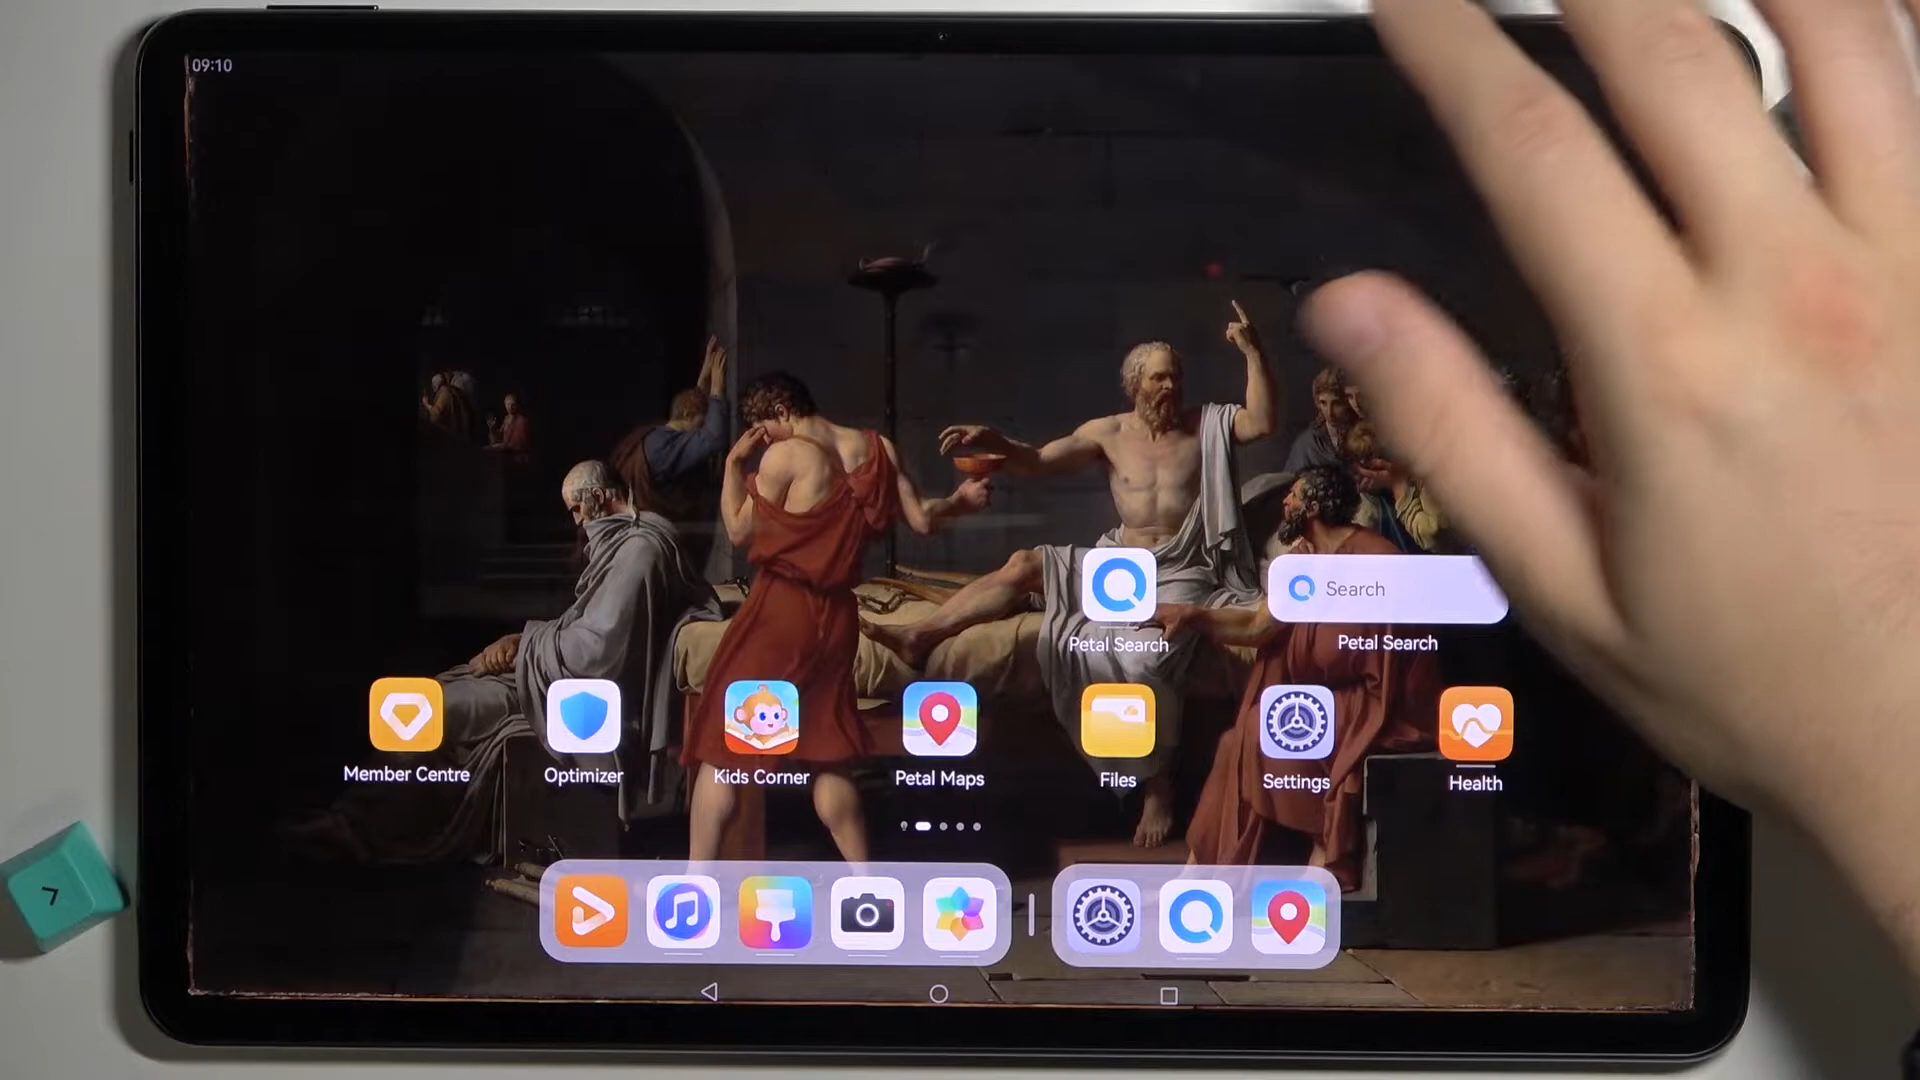 09:10
Search
Petal Search
Petal Search
Member Centre
Optimizer
Kids Corner
Petal Maps
Files
Settings
Health